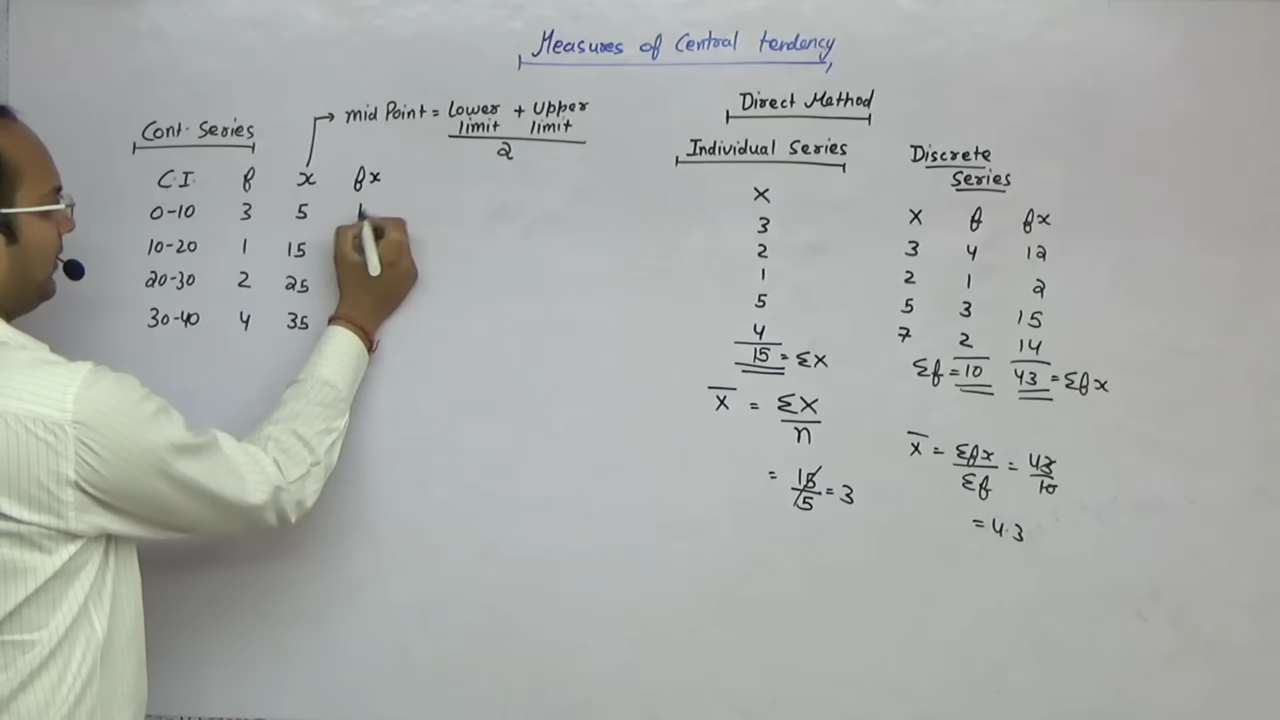 Measures of Central tendency
Cont. Series
mid Point = Lower limit + Upper limit / 2
C.I. f x fx
0-10 3 5
10-20 1 15
20-30 2 25
30-40 4 35
Direct Method
Individual Series
X
3
2
1
5
4
15 = Σx
X̄ = ΣX / n
= 15 / 5 = 3
Discrete
Series
X f fx
3 4 12
2 1 2
5 3 15
7 2 14
Σf = 10 43 = Σfx
X̄ = Σfx / Σf = 43 / 10
= 4.3